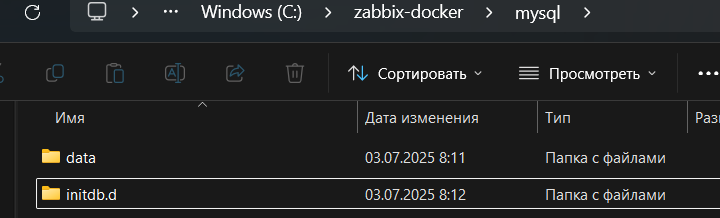 Windows (C:) zabbix-docker mysql
Сортировать Просмотреть
Имя Дата изменения Тип Раз
data 03.07.2025 8:11 Папка с файлами
initdb.d 03.07.2025 8:12 Папка с файлами